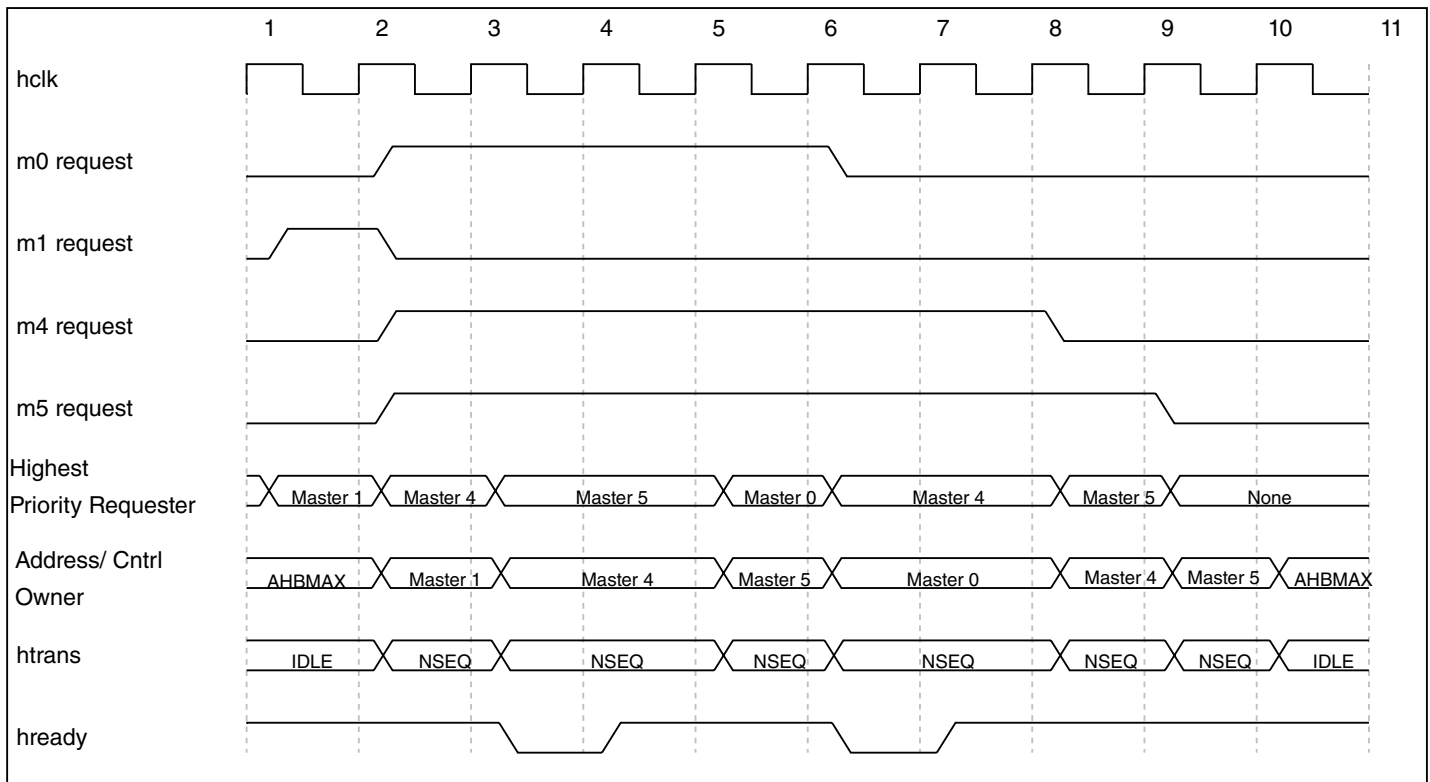 1 2 3 4 5 6 7 8 9 10 11
hclk
m0 request
m1 request
m4 request
m5 request
Highest
Priority Requester
Master 1 Master 4 Master 5 Master 0 Master 4 Master 5 None
Address/ Cntrl
Owner
AHBMAX Master 1 Master 4 Master 5 Master 0 Master 4 Master 5 AHBMAX
htrans
IDLE NSEQ NSEQ NSEQ NSEQ NSEQ NSEQ IDLE
hready